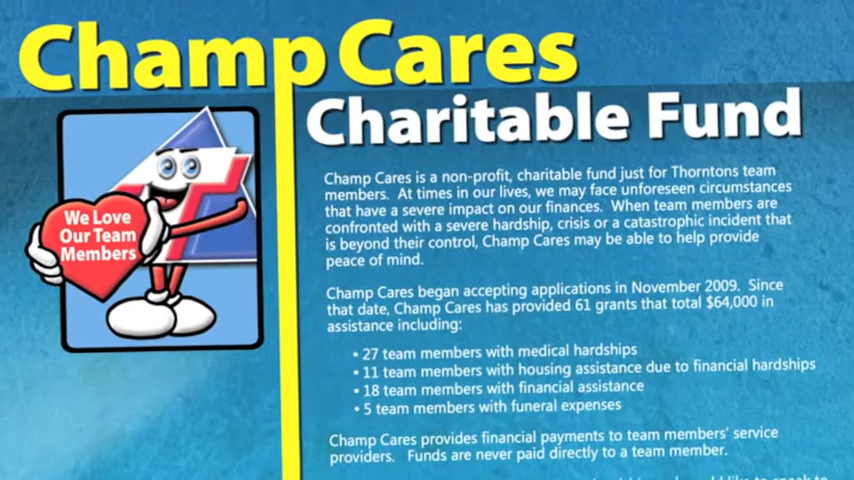 Champ Cares
Charitable Fund
We Love
Our Team
Members
Champ Cares is a non-profit, charitable fund just for Thorntons team
members. At times in our lives, we may face unforeseen circumstances
that have a severe impact on our finances. When team members are
confronted with a severe hardship, crisis or a catastrophic incident that
is beyond their control, Champ Cares may be able to help provide
peace of mind.
Champ Cares began accepting applications in November 2009. Since
that date, Champ Cares has provided 61 grants that total $64,000 in
assistance including:
• 27 team members with medical hardships
• 11 team members with housing assistance due to financial hardships
• 18 team members with financial assistance
• 5 team members with funeral expenses
Champ Cares provides financial payments to team members' service
providers. Funds are never paid directly to a team member.